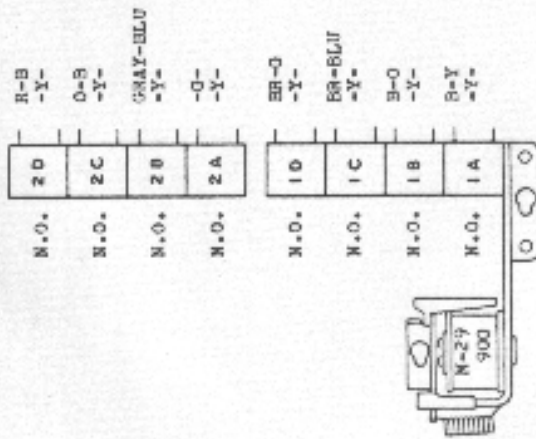 R-B
-Y-
N.O. 2D
O-B
-Y-
N.O. 2C
GRAY-BLU
-Y-
N.O. 2B
-O-
-Y-
N.O. 2A
BR-O
-Y-
N.O. 1D
BR-BLU
-Y-
N.O. 1C
B-O
-Y-
N.O. 1B
B-Y
-Y-
N.O. 1A
N-29
900